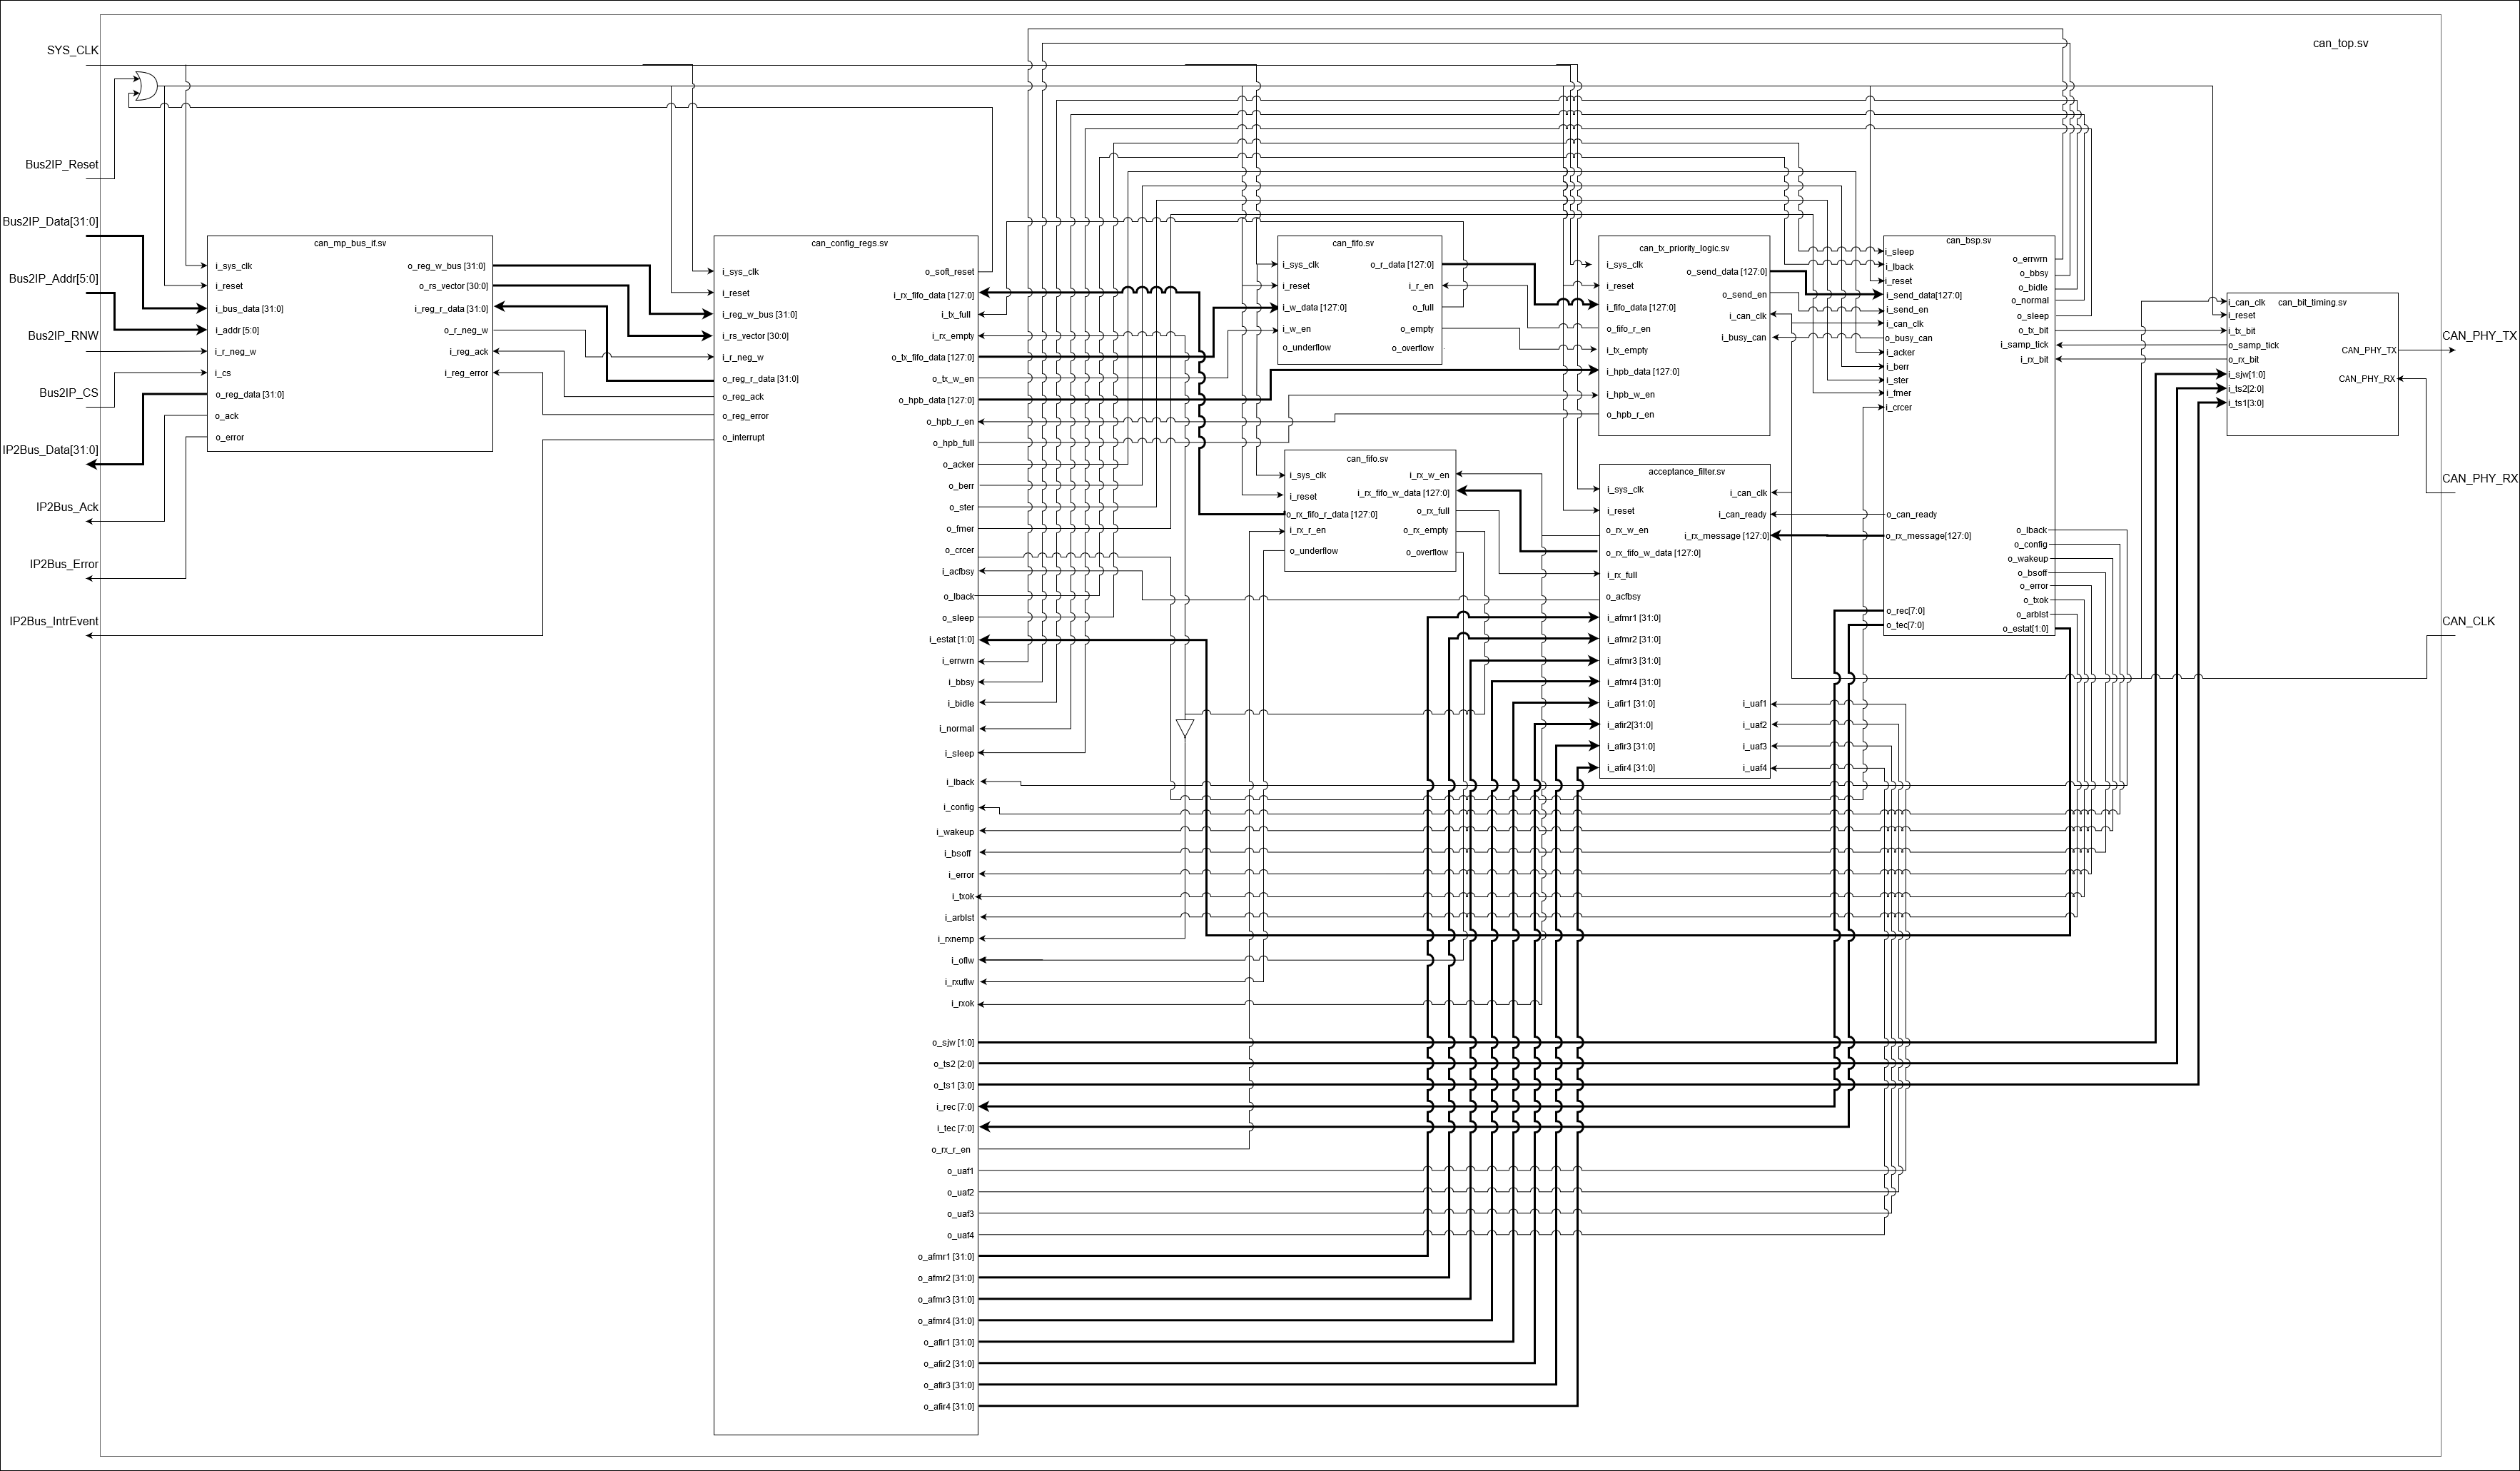 can_top.sv
SYS_CLK
Bus2IP_Reset
Bus2IP_Data[31:0]
Bus2IP_Addr[5:0]
Bus2IP_RNW
Bus2IP_CS
IP2Bus_Data[31:0]
IP2Bus_Ack
IP2Bus_Error
IP2Bus_IntrEvent
can_mp_bus_if.sv
i_sys_clk
i_reset
i_bus_data [31:0]
i_addr [5:0]
i_r_neg_w
i_cs
o_reg_data [31:0]
o_ack
o_error
o_reg_w_bus [31:0]
o_rs_vector [30:0]
i_reg_r_data [31:0]
o_r_neg_w
i_reg_ack
i_reg_error
can_config_regs.sv
i_sys_clk
i_reset
i_reg_w_bus [31:0]
i_rs_vector [30:0]
i_r_neg_w
o_reg_r_data [31:0]
o_reg_ack
o_reg_error
o_interrupt
o_soft_reset
i_rx_fifo_data [127:0]
i_tx_full
i_rx_empty
o_tx_fifo_data [127:0]
o_tx_w_en
o_hpb_data [127:0]
o_hpb_r_en
o_hpb_full
o_acker
o_berr
o_ster
o_fmer
o_crcer
i_acfbsy
o_lback
o_sleep
i_estat [1:0]
i_errwrn
i_bbsy
i_bidle
i_normal
i_sleep
i_lback
i_config
i_wakeup
i_bsoff
i_error
i_txok
i_arblst
i_rxnemp
i_oflw
i_rxuflw
i_rxok
o_sjw [1:0]
o_ts2 [2:0]
o_ts1 [3:0]
i_rec [7:0]
i_tec [7:0]
o_rx_r_en
o_uaf1
o_uaf2
o_uaf3
o_uaf4
o_afmr1 [31:0]
o_afmr2 [31:0]
o_afmr3 [31:0]
o_afmr4 [31:0]
o_afir1 [31:0]
o_afir2 [31:0]
o_afir3 [31:0]
o_afir4 [31:0]
can_fifo.sv
i_sys_clk
i_reset
i_w_data [127:0]
i_w_en
o_underflow
o_r_data [127:0]
i_r_en
o_full
o_empty
o_overflow
can_fifo.sv
i_sys_clk
i_reset
o_rx_fifo_r_data [127:0]
i_rx_r_en
o_underflow
i_rx_w_en
i_rx_fifo_w_data [127:0]
o_rx_full
o_rx_empty
o_overflow
can_tx_priority_logic.sv
i_sys_clk
i_reset
i_fifo_data [127:0]
o_fifo_r_en
i_tx_empty
i_hpb_data [127:0]
i_hpb_w_en
o_hpb_r_en
o_send_data [127:0]
o_send_en
i_can_clk
i_busy_can
acceptance_filter.sv
i_sys_clk
i_reset
o_rx_w_en
o_rx_fifo_w_data [127:0]
i_rx_full
o_acfbsy
i_afmr1 [31:0]
i_afmr2 [31:0]
i_afmr3 [31:0]
i_afmr4 [31:0]
i_afir1 [31:0]
i_afir2[31:0]
i_afir3 [31:0]
i_afir4 [31:0]
i_can_clk
i_can_ready
i_rx_message [127:0]
i_uaf1
i_uaf2
i_uaf3
i_uaf4
can_bsp.sv
i_sleep
i_lback
i_reset
i_send_data[127:0]
i_send_en
i_can_clk
o_busy_can
i_acker
i_berr
i_ster
i_fmer
i_crcer
o_can_ready
o_rx_message[127:0]
o_rec[7:0]
o_tec[7:0]
o_errwrn
o_bbsy
o_bidle
o_normal
o_sleep
o_tx_bit
i_samp_tick
i_rx_bit
o_lback
o_config
o_wakeup
o_bsoff
o_error
o_txok
o_arblst
o_estat[1:0]
can_bit_timing.sv
i_can_clk
i_reset
i_tx_bit
o_samp_tick
o_rx_bit
i_sjw[1:0]
i_ts2[2:0]
i_ts1[3:0]
CAN_PHY_TX
CAN_PHY_RX
CAN_PHY_TX
CAN_PHY_RX
CAN_CLK